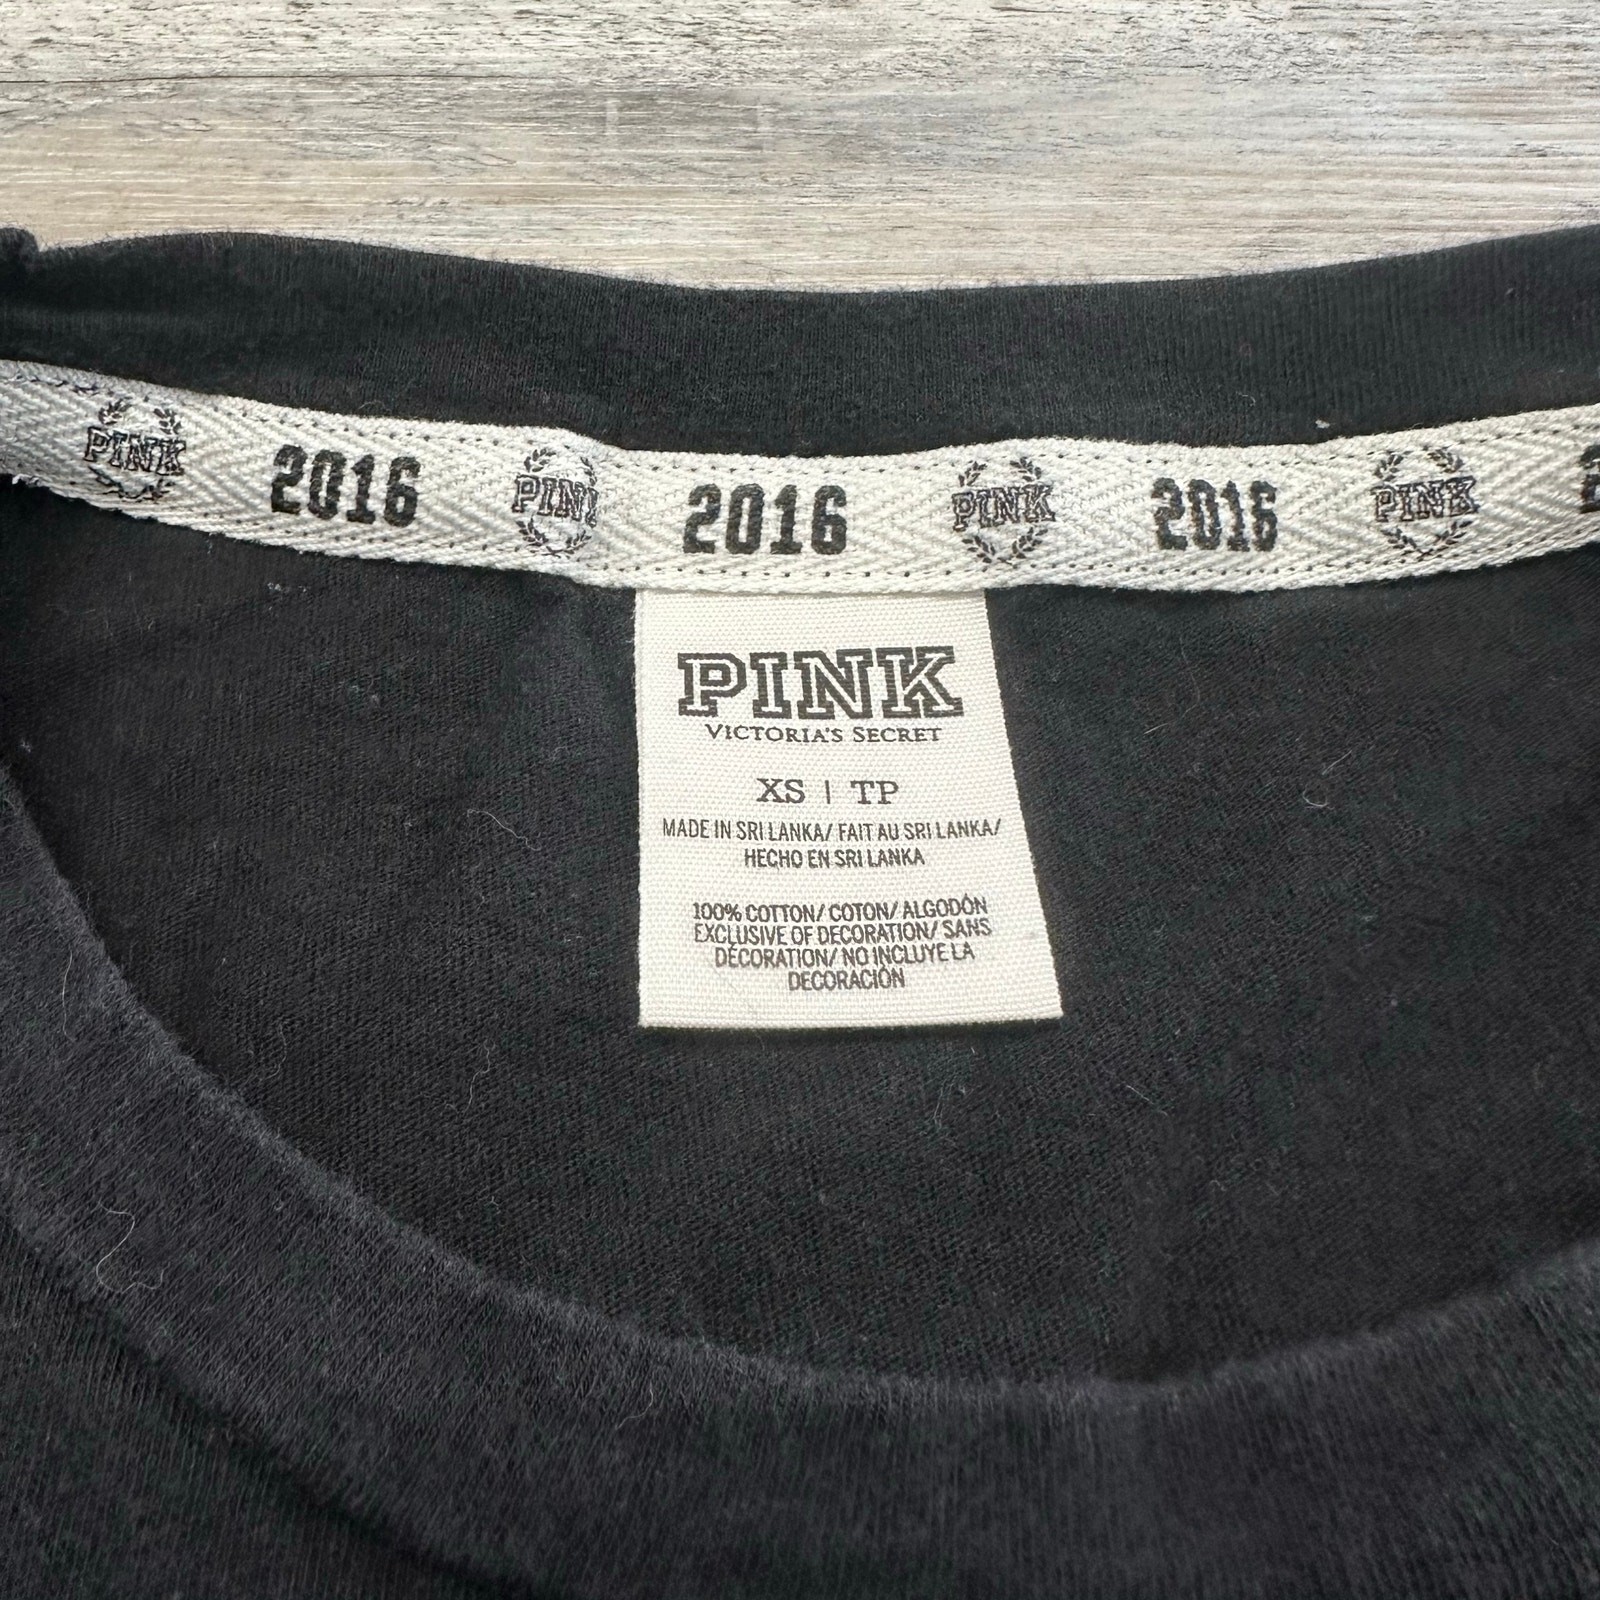 PINK 2016 PINK 2016 PINK 2016 PINK
PINK
VICTORIA'S SECRET
XS | TP
MADE IN SRI LANKA/ FAIT AU SRI LANKA/
HECHO EN SRI LANKA
100% COTTON/ COTON/ ALGODÓN
EXCLUSIVE OF DECORATION/ SANS
DÉCORATION/ NO INCLUYE LA
DECORACIÓN